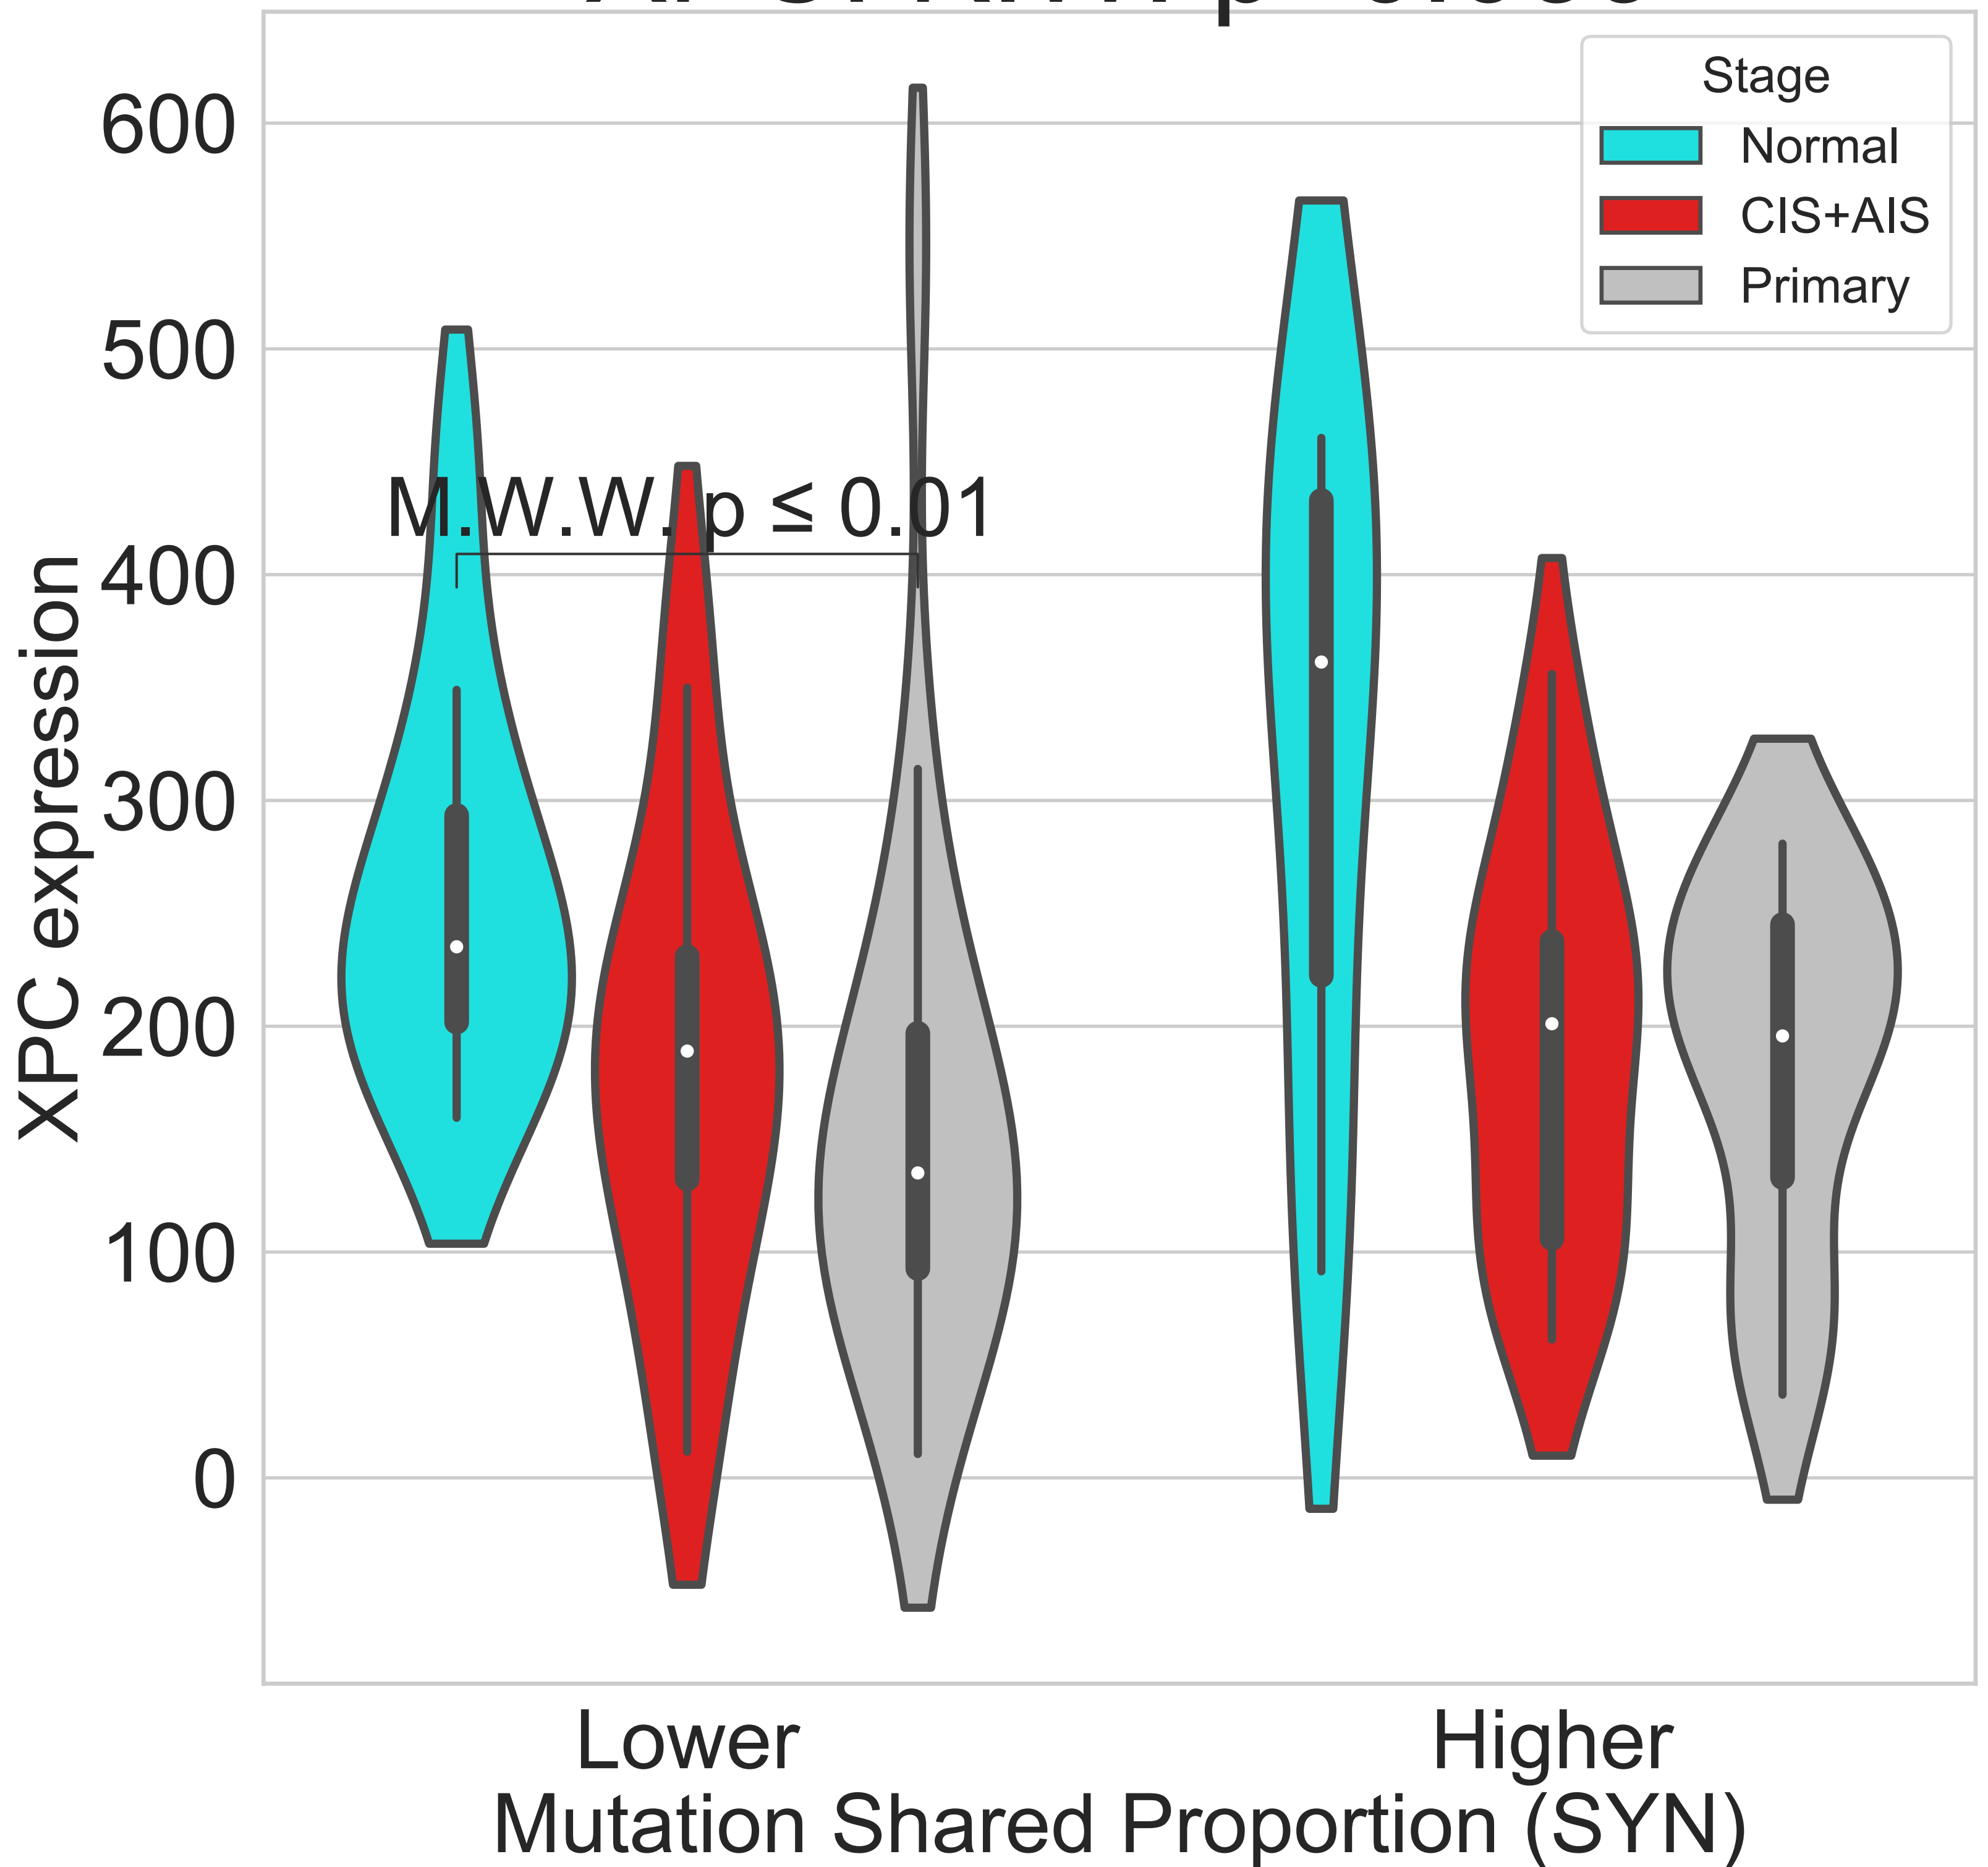 Stage
Normal
CIS+AIS
Primary
600
500
400
300
200
100
0
XPC expression
M.W.W. p ≤ 0.01
Lower
Higher
Mutation Shared Proportion (SYN)